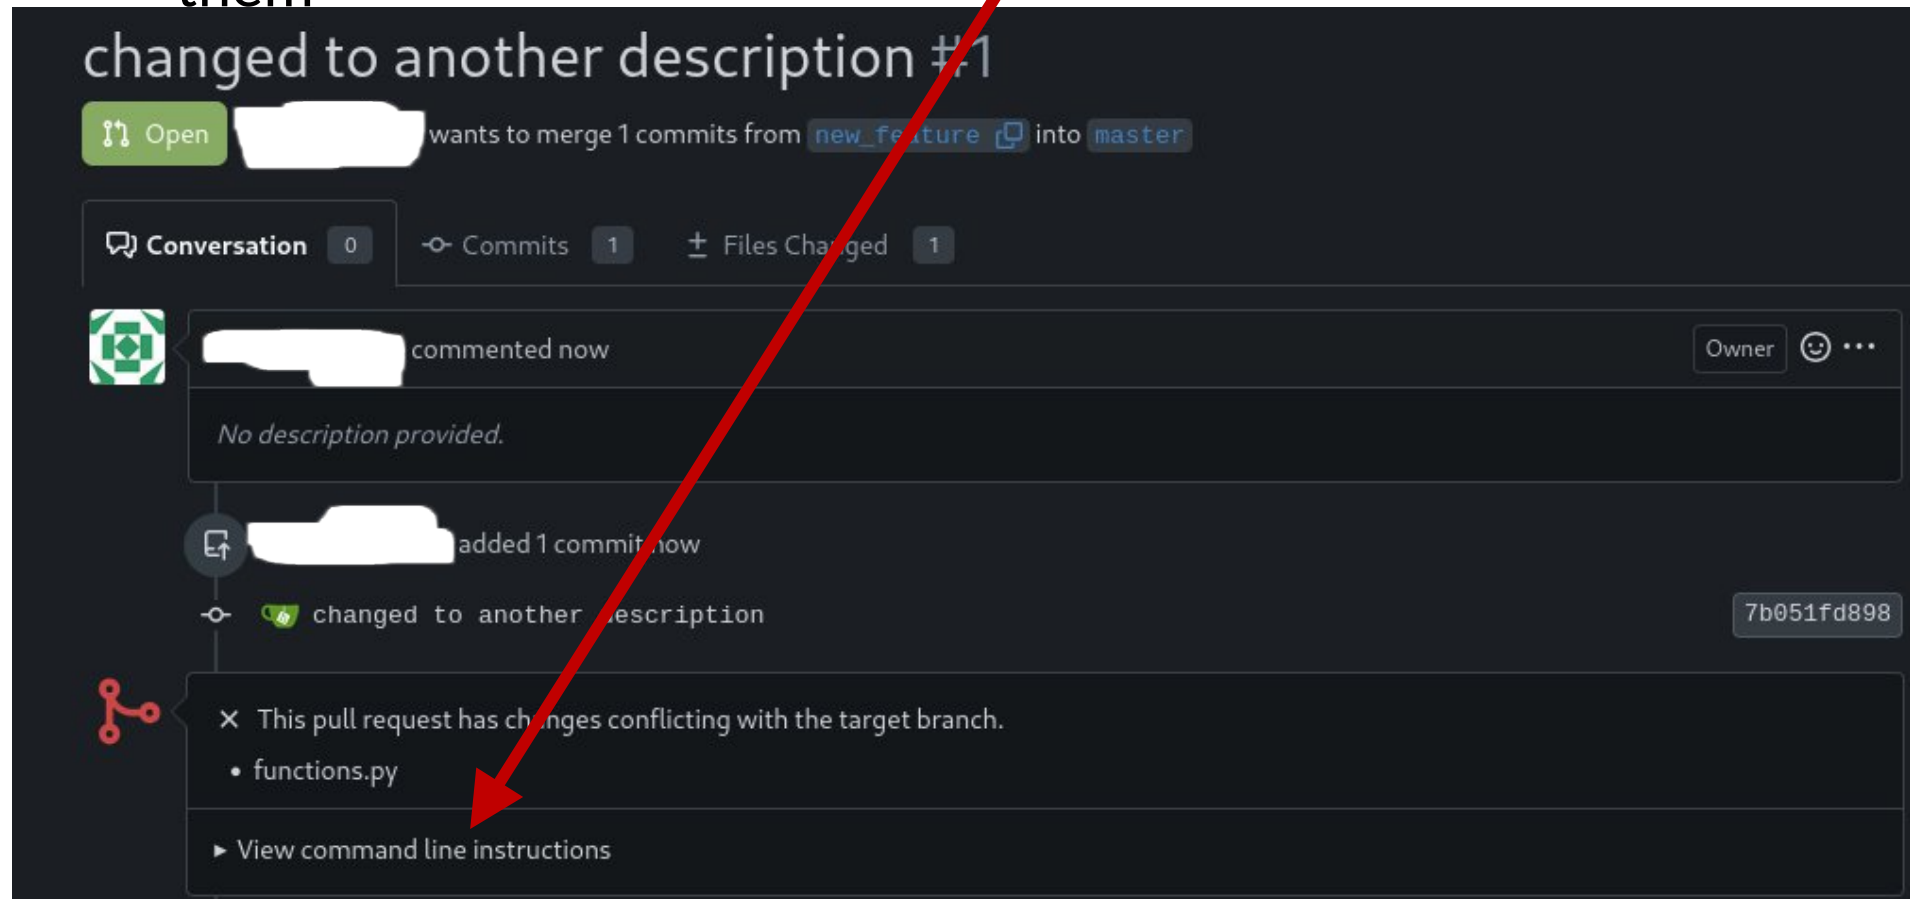 them
changed to another description #1
Open wants to merge 1 commits from new_feature into master
Conversation 0 Commits 1 Files Changed 1
commented now Owner
No description provided.
added 1 commit now
changed to another description 7b051fd898
This pull request has changes conflicting with the target branch.
functions.py
View command line instructions